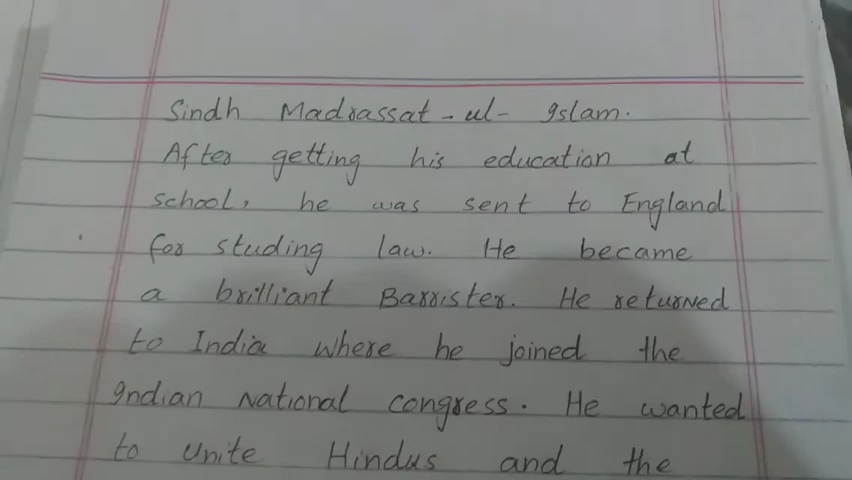 Sindh Madrassat-ul-Islam.
After getting his education at
school, he was sent to England
for studing law. He became
a brilliant Barrister. He returned
to India where he joined the
Indian National Congress. He wanted
to unite Hindus and the